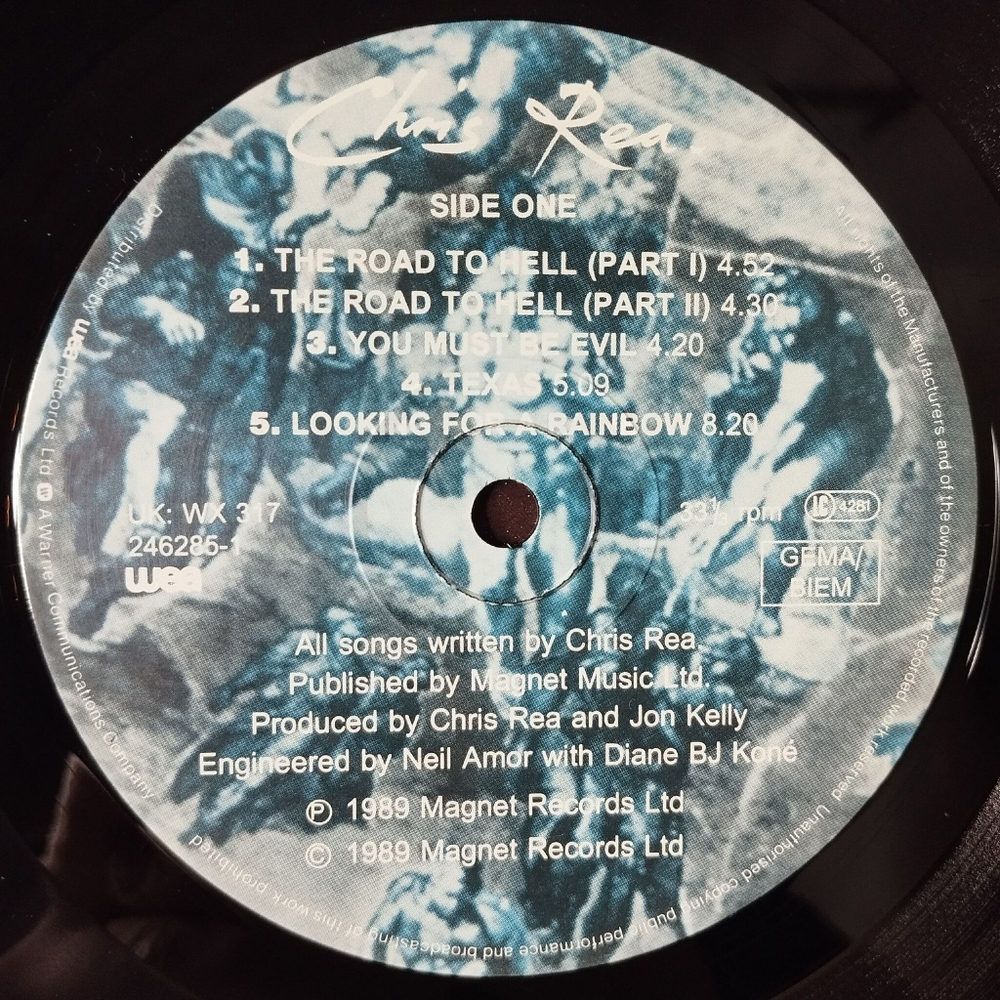 Chris Rea.
SIDE ONE
1. THE ROAD TO HELL (PART I) 4.52
2. THE ROAD TO HELL (PART II) 4.30
3. YOU MUST BE EVIL 4.20
4. TEXAS 5.09
5. LOOKING FOR A RAINBOW 8.20
UK: WX 317
246285-1
wea
33⅓ rpm
LC 4281
GEMA/
BIEM
All songs written by Chris Rea.
Published by Magnet Music Ltd.
Produced by Chris Rea and Jon Kelly
Engineered by Neil Amor with Diane BJ Koné
℗ 1989 Magnet Records Ltd
© 1989 Magnet Records Ltd
Distributed by wea Records Ltd. A Warner Communications Company
All rights of the Manufacturers and of the owners of the recorded work reserved. Unauthorised copying public performance and broadcasting of this work prohibited